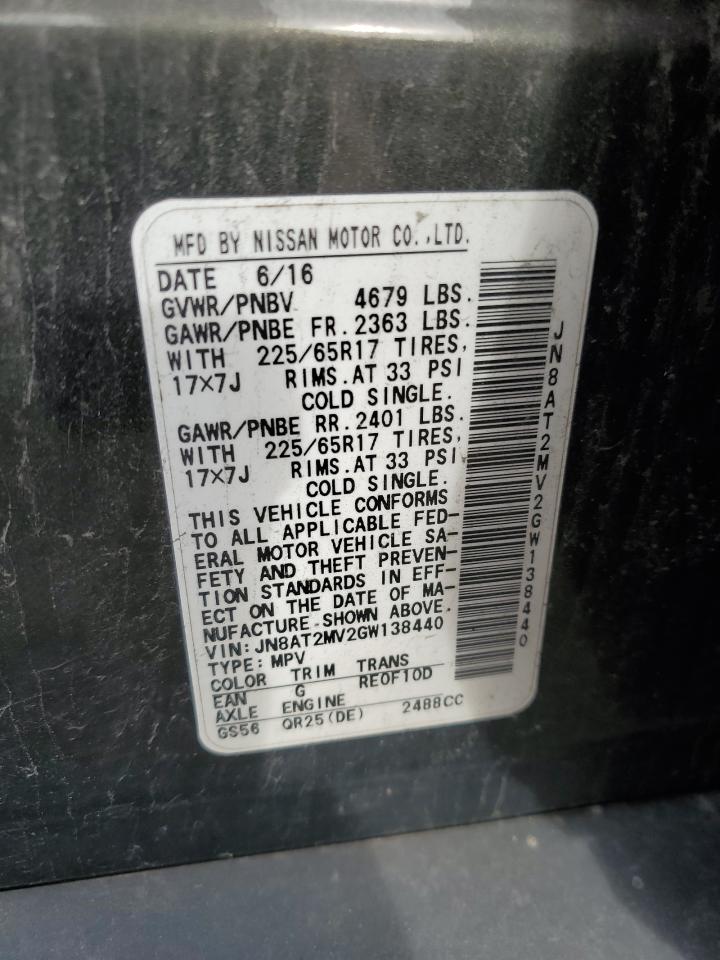 MFD BY NISSAN MOTOR CO.,LTD.
DATE 6/16
GVWR/PNBV 4679 LBS.
GAWR/PNBE FR.2363 LBS.
WITH 225/65R17 TIRES,
17×7J RIMS.AT 33 PSI
COLD SINGLE.
GAWR/PNBE RR.2401 LBS.
WITH 225/65R17 TIRES,
17×7J RIMS.AT 33 PSI
COLD SINGLE.
THIS VEHICLE CONFORMS
TO ALL APPLICABLE FED-
ERAL MOTOR VEHICLE SA-
FETY AND THEFT PREVEN-
TION STANDARDS IN EFF-
ECT ON THE DATE OF MA-
NUFACTURE SHOWN ABOVE.
VIN:JN8AT2MV2GW138440
TYPE:MPV
COLOR TRIM TRANS
EAN G RE0F10D
AXLE ENGINE
GS56 QR25(DE) 2488CC
JN8AT2MV2GW138440